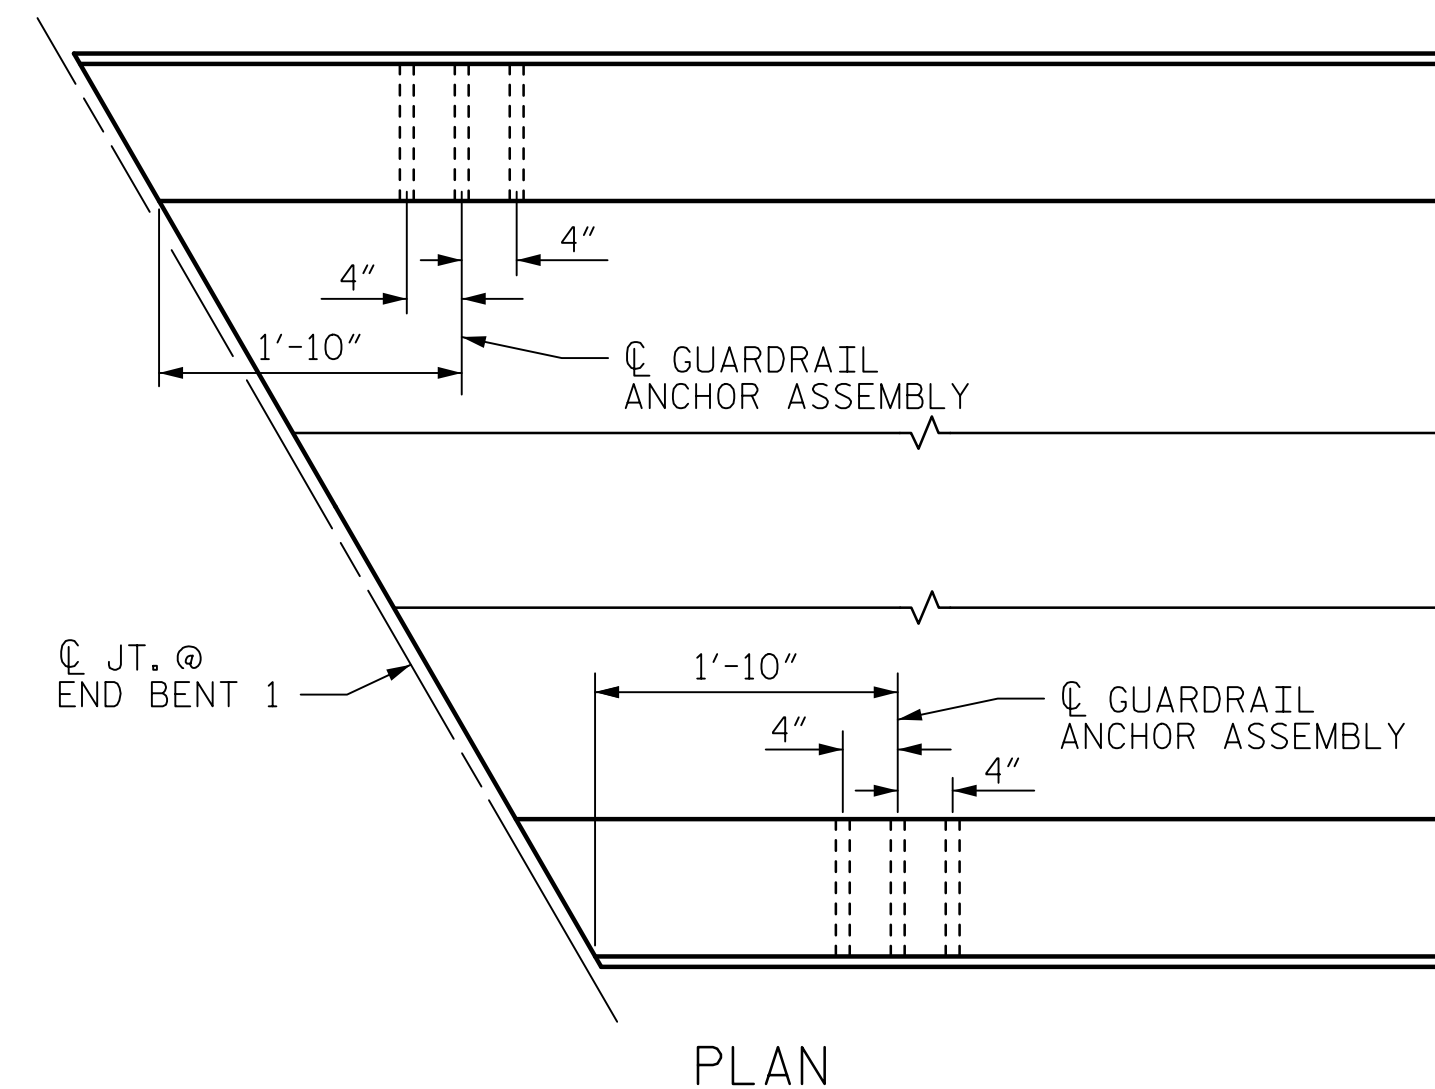 4"
4"
1'-10"
℄ GUARDRAIL
ANCHOR ASSEMBLY
℄ JT. @
END BENT 1
1'-10"
℄ GUARDRAIL
ANCHOR ASSEMBLY
4"
4"
PLAN